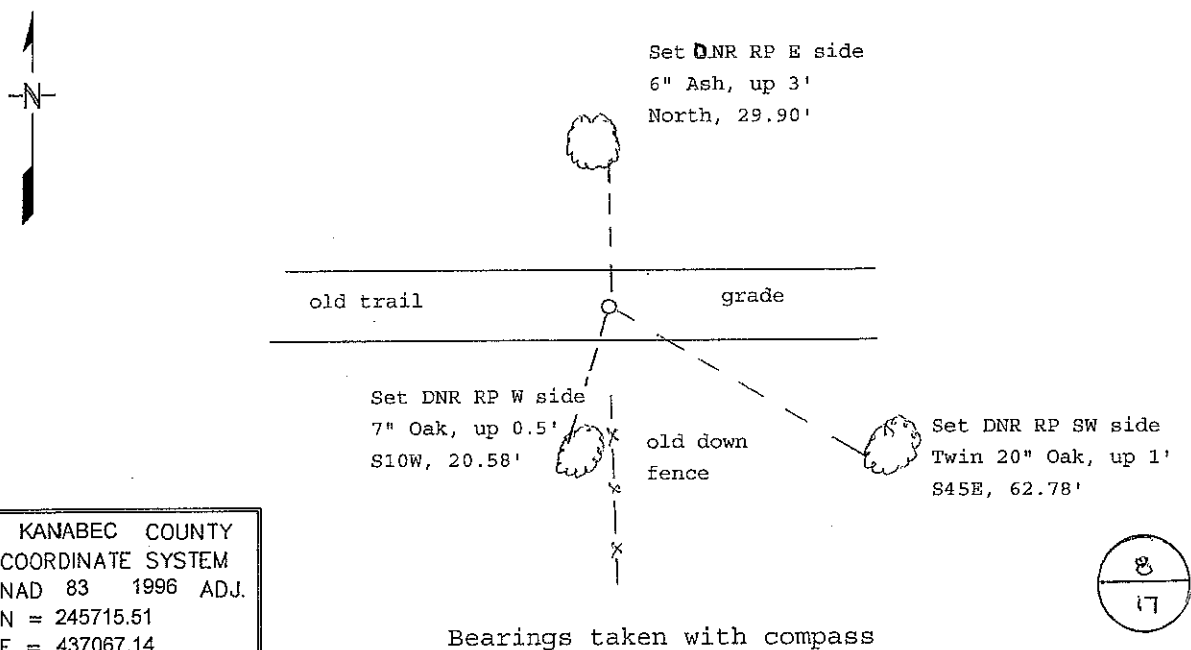 -N-
Set DNR RP E side
6" Ash, up 3'
North, 29.90'
old trail
grade
Set DNR RP W side
7" Oak, up 0.5'
S10W, 20.58'
old down
fence
Set DNR RP SW side
Twin 20" Oak, up 1'
S45E, 62.78'
KANABEC COUNTY
COORDINATE SYSTEM
NAD 83 1996 ADJ.
N = 245715.51
E = 437067.14
8
17
Bearings taken with compass